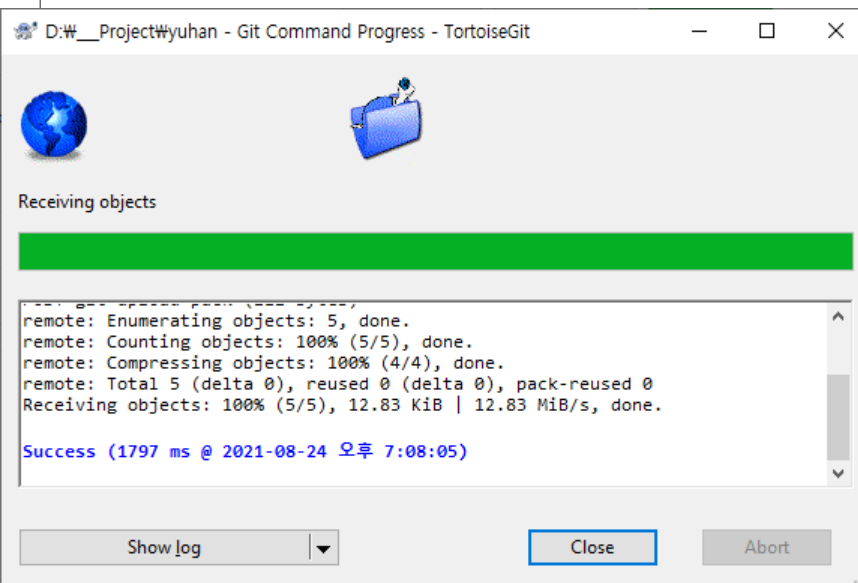 D:₩__Project₩yuhan - Git Command Progress - TortoiseGit
Receiving objects
remote: Enumerating objects: 5, done.
remote: Counting objects: 100% (5/5), done.
remote: Compressing objects: 100% (4/4), done.
remote: Total 5 (delta 0), reused 0 (delta 0), pack-reused 0
Receiving objects: 100% (5/5), 12.83 KiB | 12.83 MiB/s, done.
Success (1797 ms @ 2021-08-24 오후 7:08:05)
Show log
Close
Abort